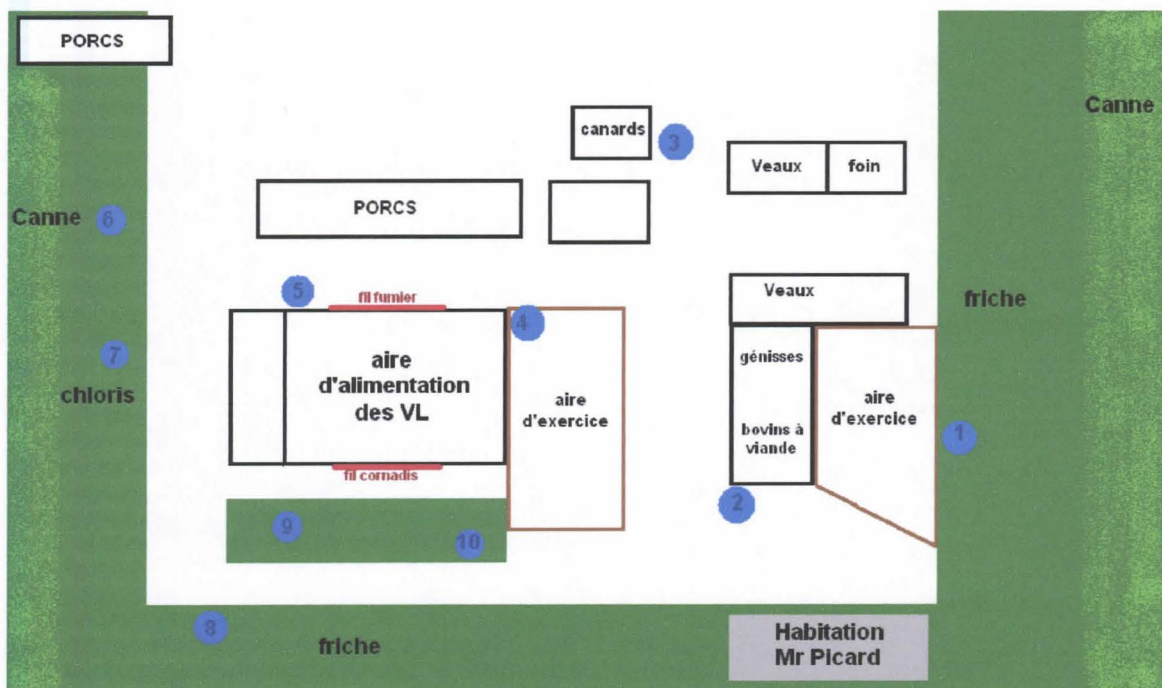 PORCS
Canne
canards
3
Veaux
foin
PORCS
Canne
6
5
fil fumier
Veaux
friche
4
7
chloris
aire
d'alimentation
des VL
aire
d'exercice
génisses
bovins à
viande
aire
d'exercice
1
fil cornadis
2
9
10
8
friche
Habitation
Mr Picard